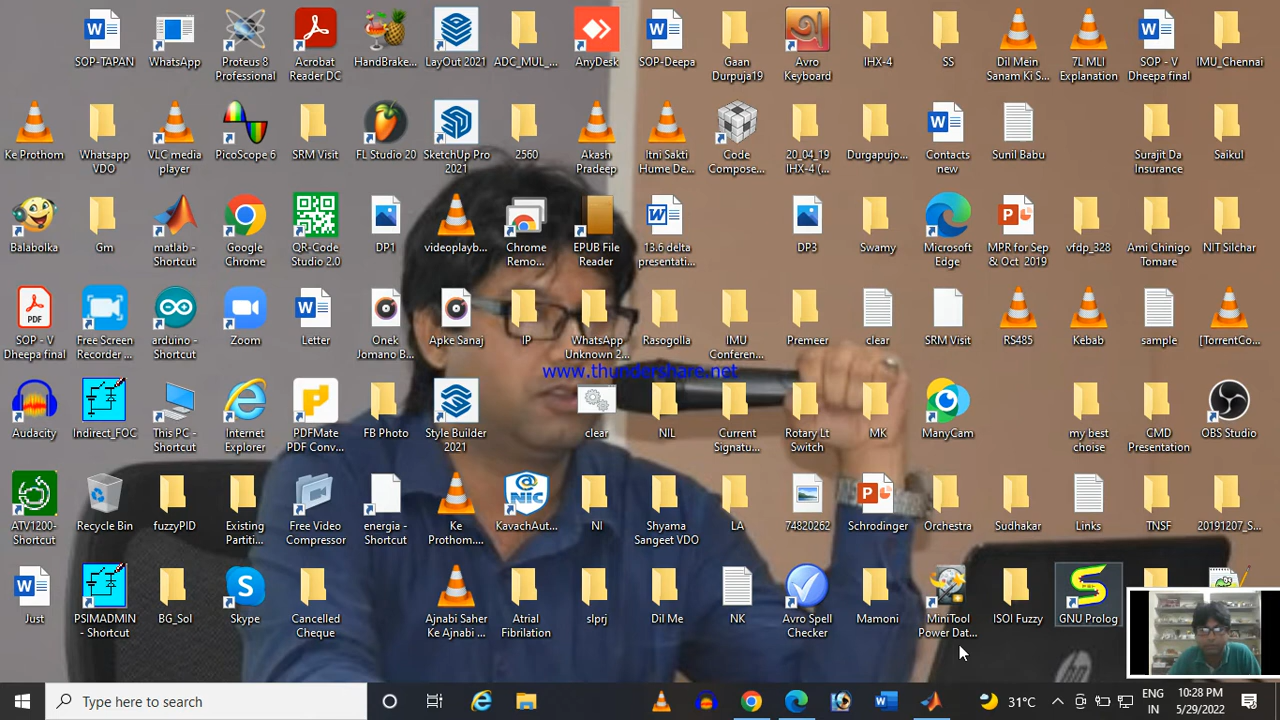 SOP-TAPAN
WhatsApp
Proteus 8
Professional
Acrobat
Reader DC
HandBrake...
LayOut 2021
ADC_MUL_...
AnyDesk
SOP-Deepa
Gaan
Durpuja19
Avro
Keyboard
IHX-4
SS
Dil Mein
Sanam Ki S...
7L MLI
Explanation
SOP - V
Dheepa final
IMU_Chennai
Ke Prothom
Whatsapp
VDO
VLC media
player
PicoScope 6
SRM Visit
FL Studio 20
SketchUp Pro
2021
2560
Akash
Pradeep
Itni Sakti
Hume De...
Code
Compose...
20_04_19
IHX-4 (...
Durgapujo...
Contacts
new
Sunil Babu
Surajit Da
Insurance
Saikul
Balabolka
Gm
matlab -
Shortcut
Google
Chrome
QR-Code
Studio 2.0
DP1
videoplayb...
Chrome
Remo...
EPUB File
Reader
13.6 delta
presentati...
DP3
Swamy
Microsoft
Edge
MPR for Sep
& Oct 2019
vfdp_328
Ami Chinigo
Tomare
NIT Silchar
PDF
SOP - V
Dheepa final
Free Screen
Recorder ...
arduino -
Shortcut
Zoom
Letter
Onek
Jomano B...
Apke Sanaj
IP
WhatsApp
Unknown 2...
Rasogolla
IMU
Conferen...
Premeer
clear
SRM Visit
RS485
Kebab
sample
[TorrentCo...
www.thundershare.net
Audacity
Indirect_FOC
This PC -
Shortcut
Internet
Explorer
PDFMate
PDF Conv...
FB Photo
Style Builder
2021
clear
NIL
Current
Signatu...
Rotary Lt
Switch
MK
ManyCam
my best
choise
CMD
Presentation
OBS Studio
ATV1200-
Shortcut
Recycle Bin
fuzzyPID
Existing
Partiti...
Free Video
Compressor
energia -
Shortcut
Ke
Prothom....
NIC
KavachAut...
NI
Shyama
Sangeet VDO
LA
74820262
Schrodinger
Orchestra
Sudhakar
Links
TNSF
20191207_S...
Just
PSIMADMIN
- Shortcut
BG_Sol
Skype
Cancelled
Cheque
Ajnabi Saher
Ke Ajnabi ...
Atrial
Fibrilation
slprj
Dil Me
NK
Avro Spell
Checker
Mamoni
MiniTool
Power Dat...
ISOI Fuzzy
GNU Prolog
hp
Type here to search
31°C
ENG
IN
10:28 PM
5/29/2022